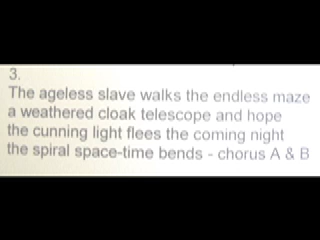 3.
The ageless slave walks the endless maze
a weathered cloak telescope and hope
the cunning light flees the coming night
the spiral space-time bends - chorus A & B